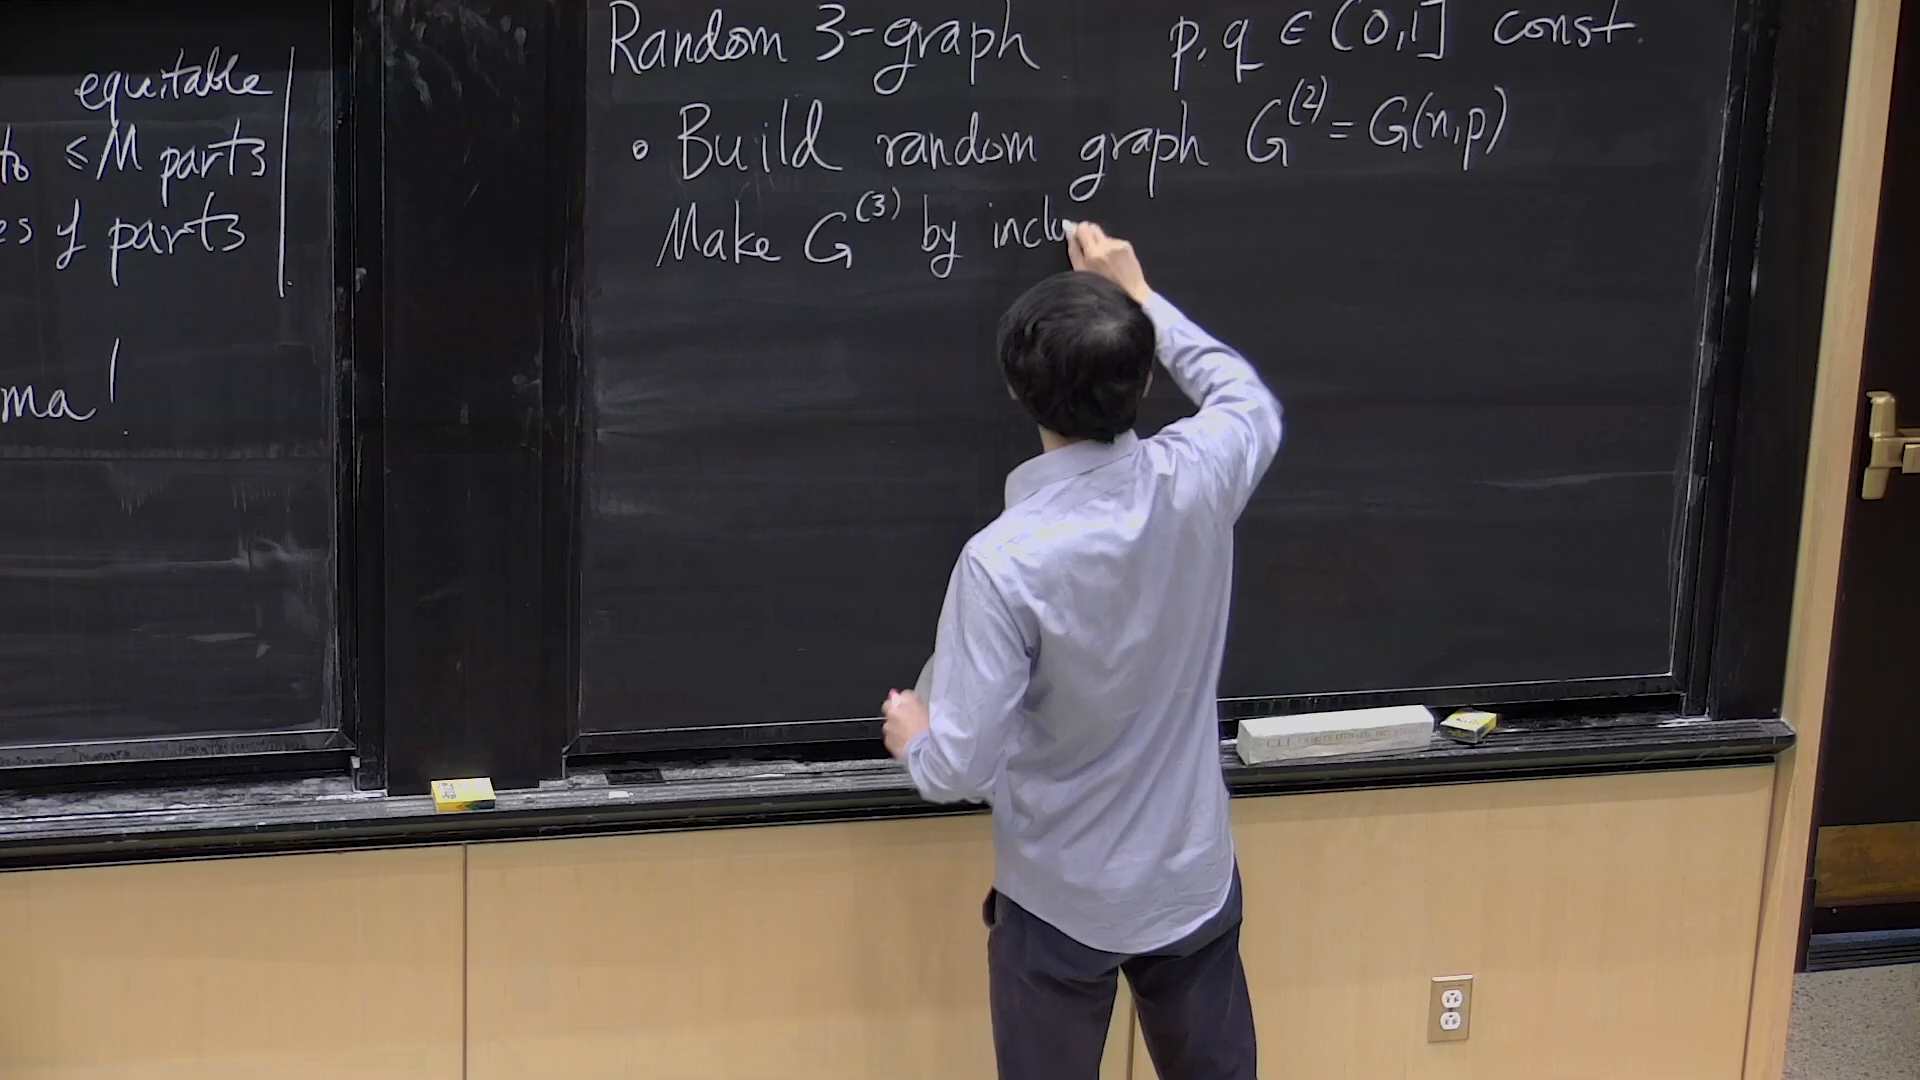 equitable
to ≤ M parts
es of parts
ma
Random 3-graph p, q ∈ (0,1] const.
• Build random graph G^(2) = G(n,p)
Make G^(3) by inclu